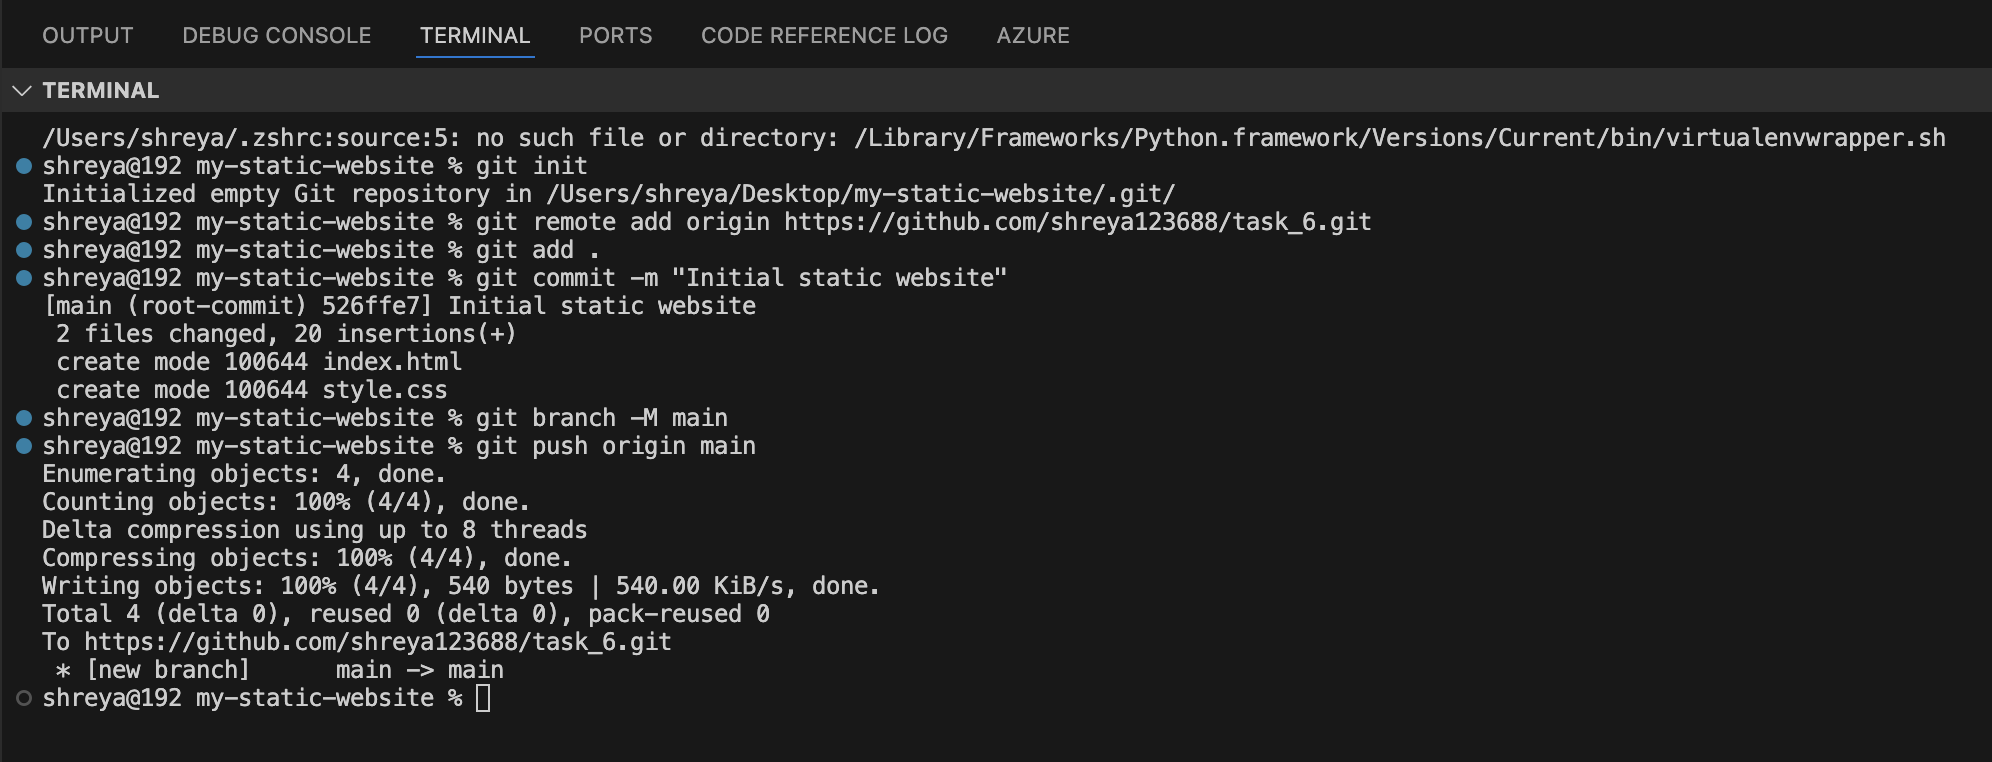 OUTPUT DEBUG CONSOLE TERMINAL PORTS CODE REFERENCE LOG AZURE
TERMINAL
/Users/shreya/.zshrc:source:5: no such file or directory: /Library/Frameworks/Python.framework/Versions/Current/bin/virtualenvwrapper.sh
shreya@192 my-static-website % git init
Initialized empty Git repository in /Users/shreya/Desktop/my-static-website/.git/
shreya@192 my-static-website % git remote add origin https://github.com/shreya123688/task_6.git
shreya@192 my-static-website % git add .
shreya@192 my-static-website % git commit -m "Initial static website"
[main (root-commit) 526ffe7] Initial static website
 2 files changed, 20 insertions(+)
 create mode 100644 index.html
 create mode 100644 style.css
shreya@192 my-static-website % git branch -M main
shreya@192 my-static-website % git push origin main
Enumerating objects: 4, done.
Counting objects: 100% (4/4), done.
Delta compression using up to 8 threads
Compressing objects: 100% (4/4), done.
Writing objects: 100% (4/4), 540 bytes | 540.00 KiB/s, done.
Total 4 (delta 0), reused 0 (delta 0), pack-reused 0
To https://github.com/shreya123688/task_6.git
 * [new branch]      main -> main
shreya@192 my-static-website %